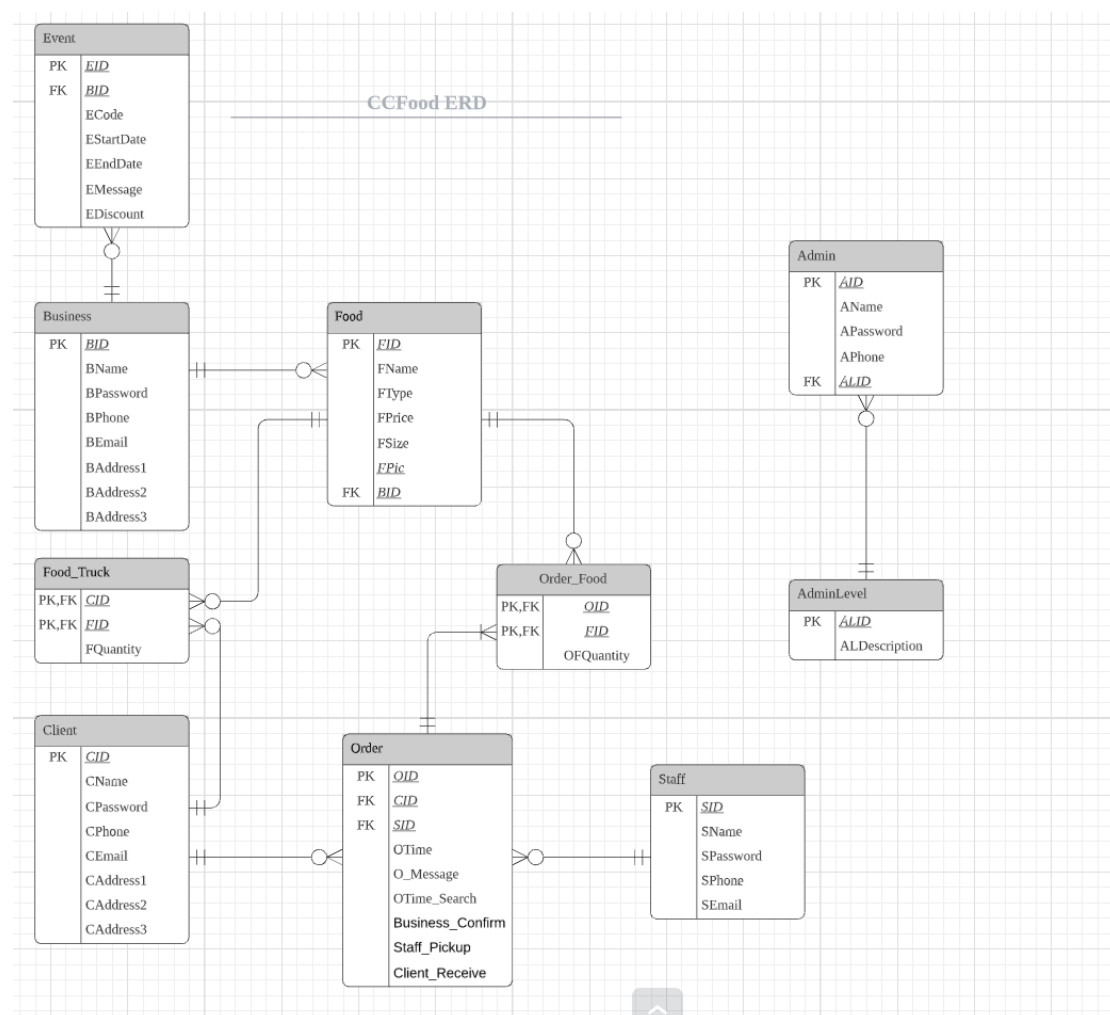 CCFood ERD
Event
PK EID
FK BID
ECode
EStartDate
EEndDate
EMessage
EDiscount
Business
PK BID
BName
BPassword
BPhone
BEmail
BAddress1
BAddress2
BAddress3
Food
PK FID
FName
FType
FPrice
FSize
FPic
FK BID
Admin
PK AID
AName
APassword
APhone
FK ALID
Food_Truck
PK,FK CID
PK,FK FID
FQuantity
Order_Food
PK,FK OID
PK,FK FID
OFQuantity
AdminLevel
PK ALID
ALDescription
Client
PK CID
CName
CPassword
CPhone
CEmail
CAddress1
CAddress2
CAddress3
Order
PK OID
FK CID
FK SID
OTime
O_Message
OTime_Search
Business_Confirm
Staff_Pickup
Client_Receive
Staff
PK SID
SName
SPassword
SPhone
SEmail